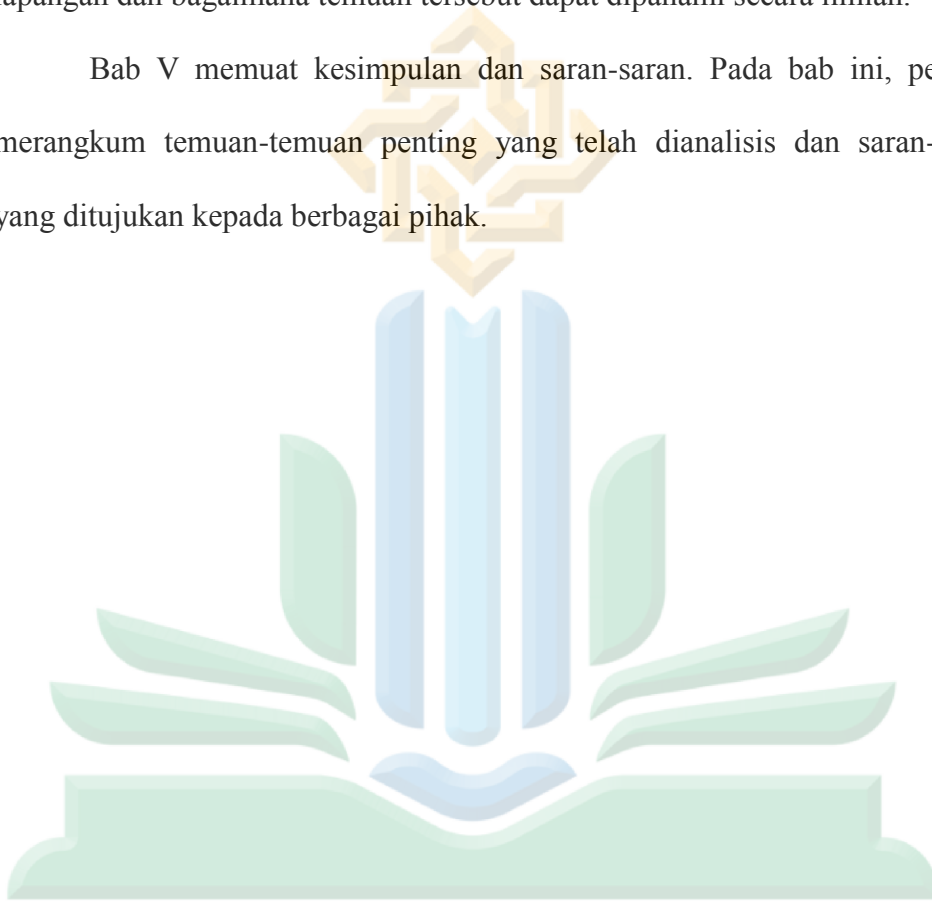 dan bagaimana temuan tersebut dapat dipahami secara ilmiah.
Bab V memuat kesimpulan dan saran-saran. Pada bab ini,
merangkum temuan-temuan penting yang telah dianalisis dan saran-
yang ditujukan kepada berbagai pihak.